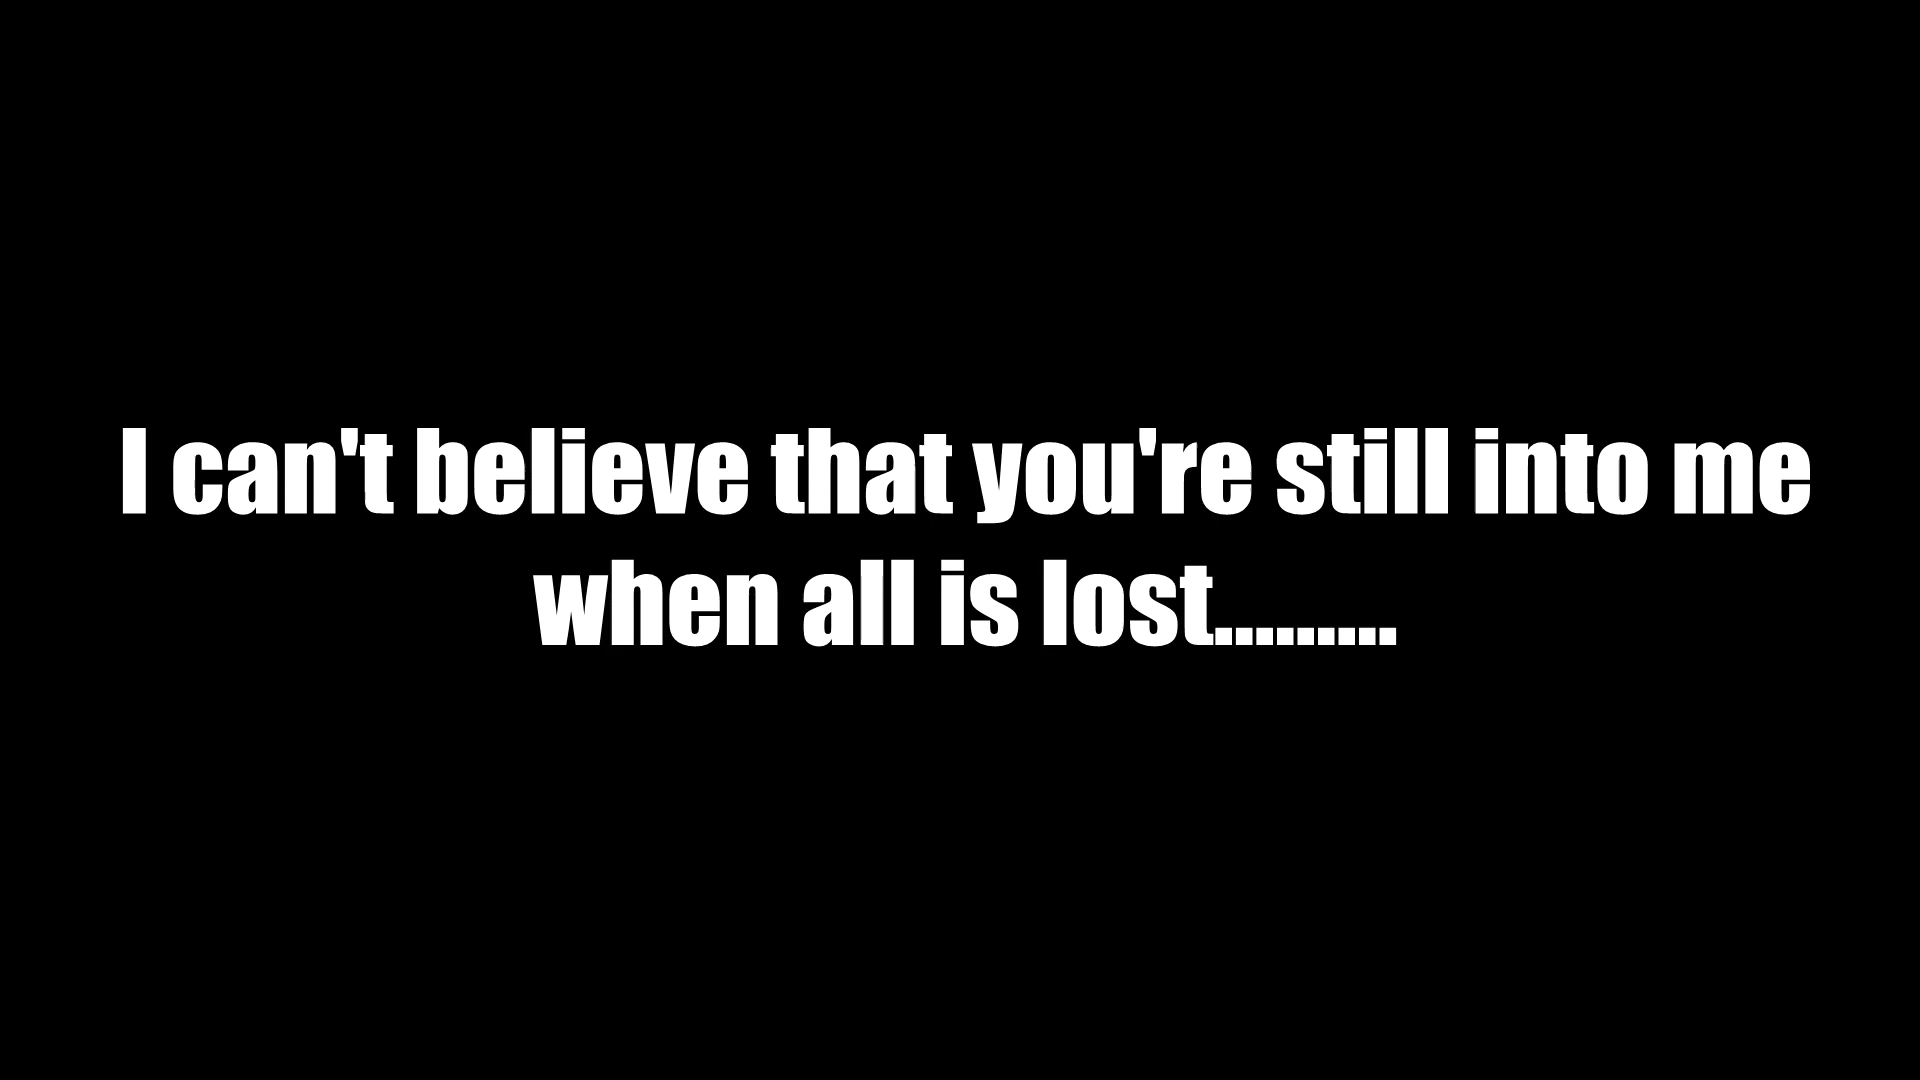 I can't believe that you're still into me
when all is lost.........